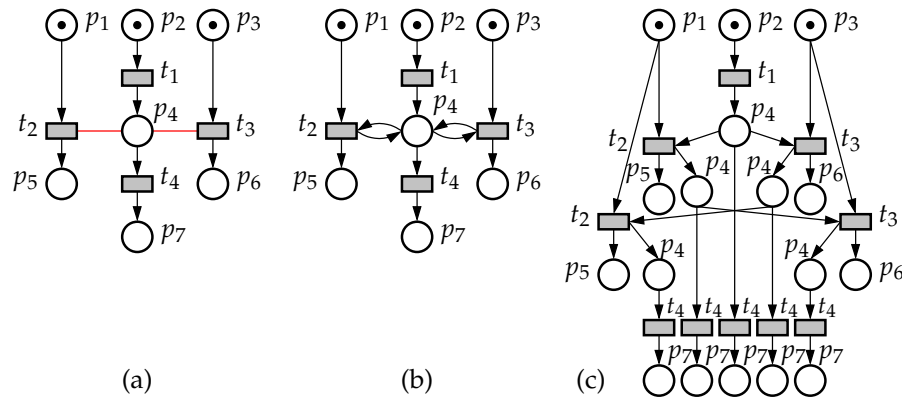 p1 p2 p3 p1 p2 p3 p1 p2 p3
t1 t1 t1
p4 p4 p4
t2 t3 t2 t3 t2 t3
p5 p4 p4 p6
p5 t4 p6 p5 t4 p6
t2 t3
p7 p7
p5 p4 p4 p6
t4 t4 t4 t4 t4
p7 p7 p7 p7 p7
(a) (b) (c)